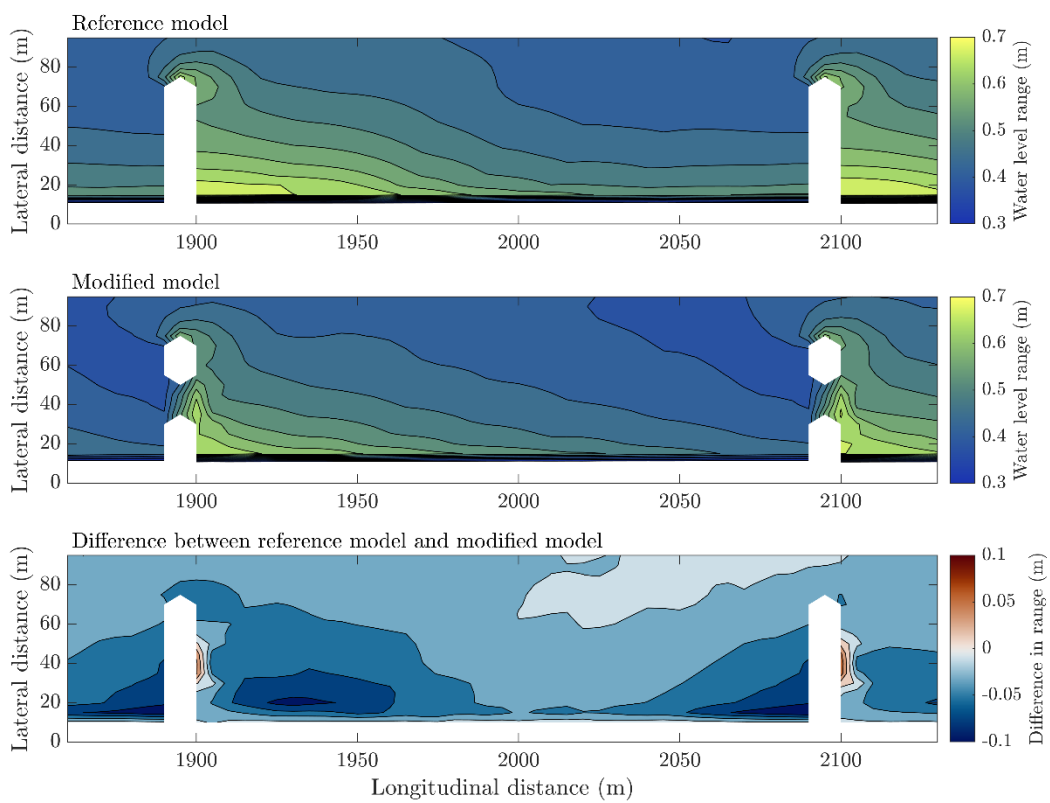 Reference model
Lateral distance (m)
80
60
40
20
0
1900 1950 2000 2050 2100
0.7
0.6
0.5
0.4
0.3
Water level range (m)
Modified model
Lateral distance (m)
80
60
40
20
0
1900 1950 2000 2050 2100
0.7
0.6
0.5
0.4
0.3
Water level range (m)
Difference between reference model and modified model
Lateral distance (m)
80
60
40
20
0
1900 1950 2000 2050 2100
Longitudinal distance (m)
0.1
0.05
0
-0.05
-0.1
Difference in range (m)